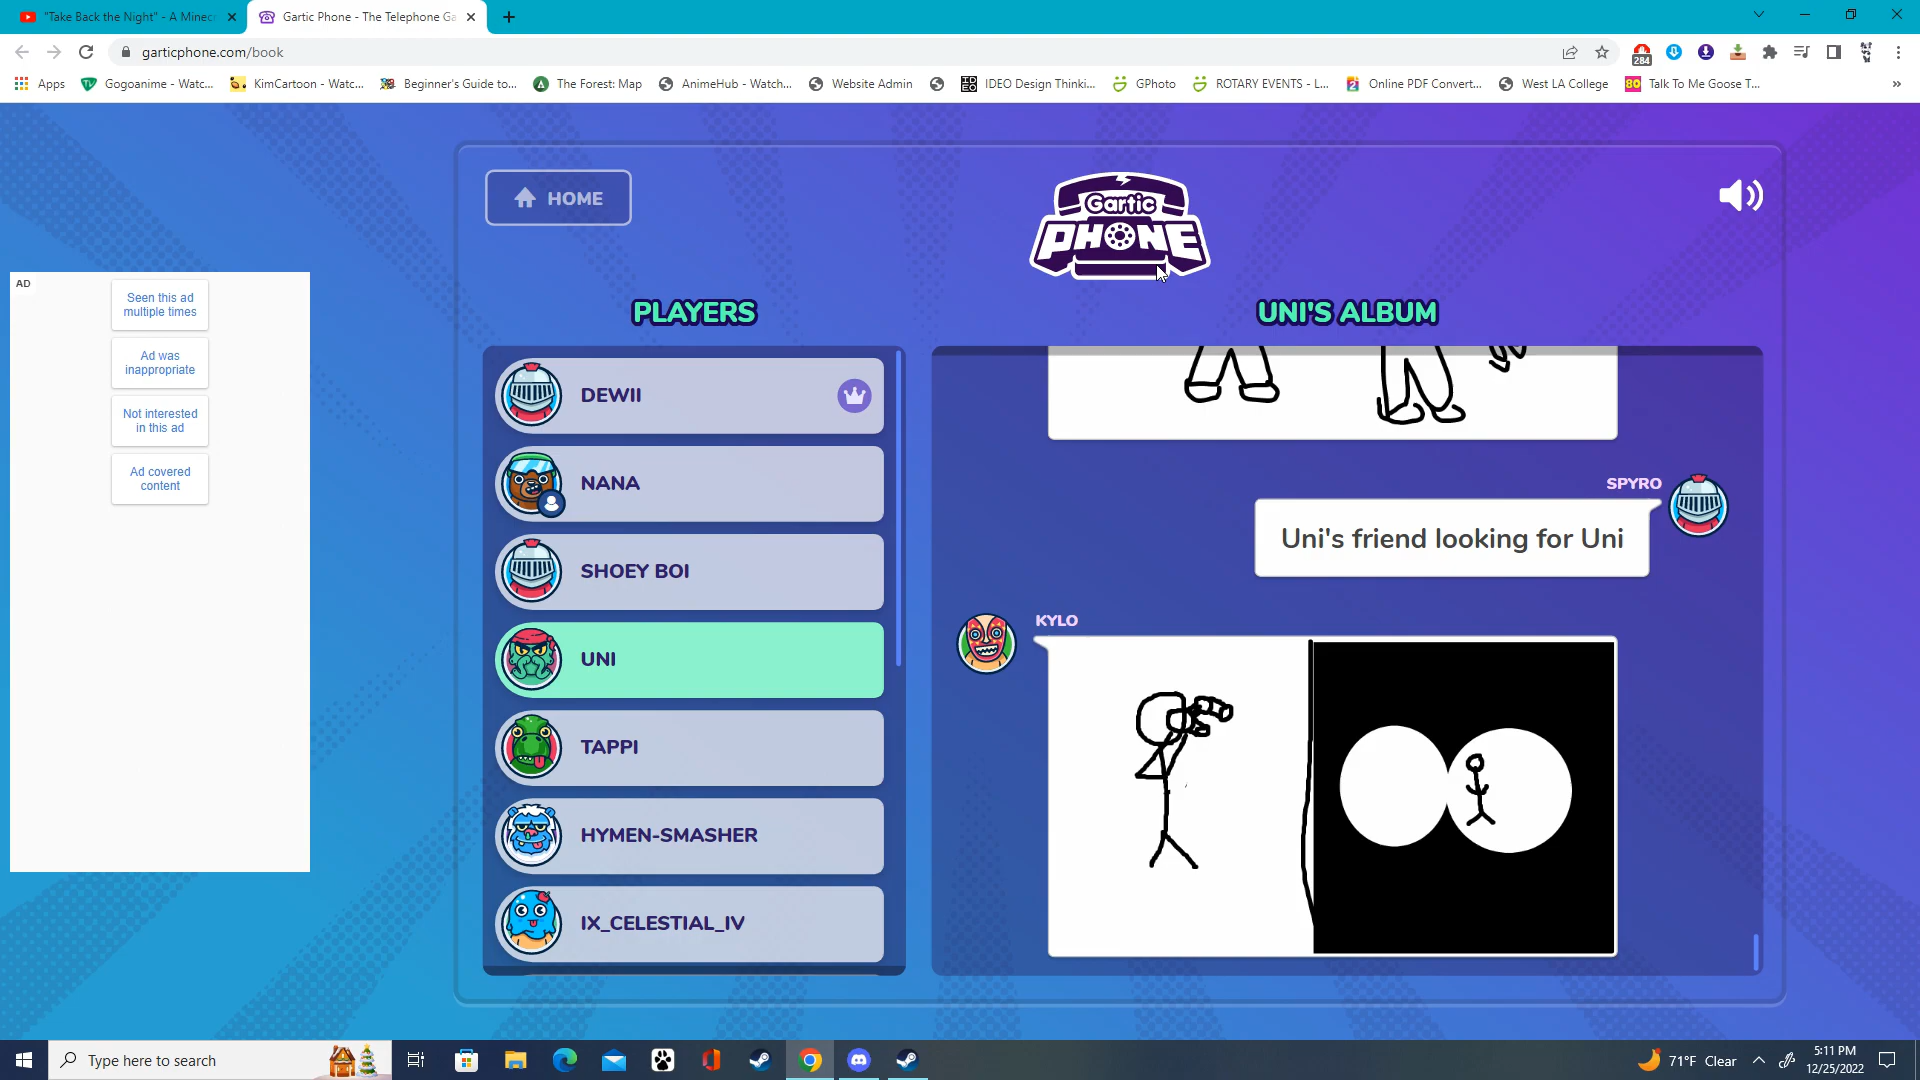 "Take Back the Night" - A Minec
Gartic Phone - The Telephone Ga
garticphone.com/book
284
Apps
Gogoanime - Watc...
KimCartoon - Watc...
Beginner's Guide to...
The Forest: Map
AnimeHub - Watch...
Website Admin
IDEO Design Thinki...
GPhoto
ROTARY EVENTS - L...
Online PDF Convert...
West LA College
80
Talk To Me Goose T...
»
HOME
Gartic
PHONE
AD
Seen this ad
multiple times
Ad was
inappropriate
Not interested
in this ad
Ad covered
content
PLAYERS
DEWII
NANA
SHOEY BOI
UNI
TAPPI
HYMEN-SMASHER
IX_CELESTIAL_IV
UNI'S ALBUM
SPYRO
Uni's friend looking for Uni
KYLO
Type here to search
71°F Clear
5:11 PM
12/25/2022